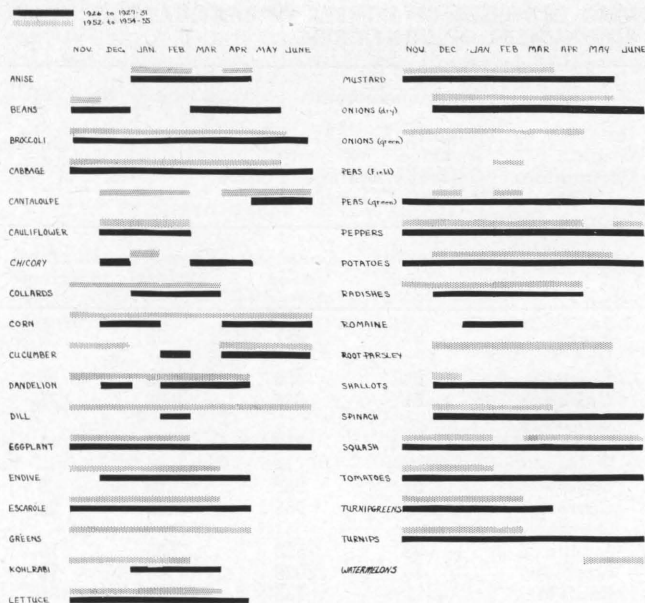 1926 to 1929-31
1952 to 1954-55
NOV. DEC. JAN. FEB MAR APR. MAY JUNE
ANISE
BEANS
BROCCOLI
CABBAGE
CANTALOUPE
CAULIFLOWER
CHICORY
COLLARDS
CORN
CUCUMBER
DANDELION
DILL
EGGPLANT
ENDIVE
ESCAROLE
GREENS
KOHLRABI
LETTUCE
NOV. DEC. JAN. FEB MAR APR. MAY JUNE
MUSTARD
ONIONS (dry)
ONIONS (green)
PEAS (Field)
PEAS (green)
PEPPERS
POTATOES
RADISHES
ROMAINE
ROOT PARSLEY
SHALLOTS
SPINACH
SQUASH
TOMATOES
TURNIPGREENS
TURNIPS
WATERMELONS